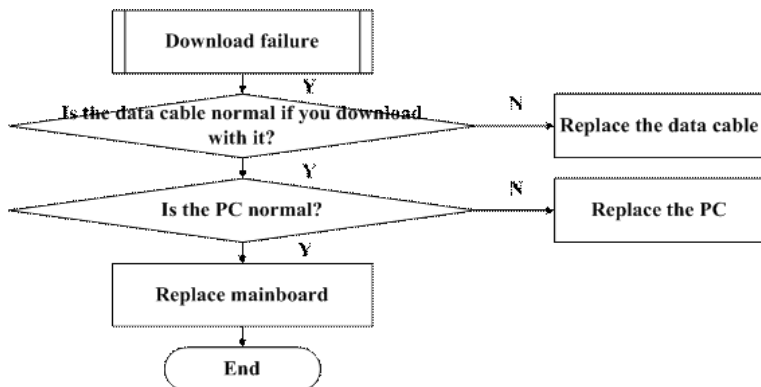 Download failure
Y
Is the data cable normal if you download
with it?
N
Replace the data cable
Y
Is the PC normal?
N
Replace the PC
Y
Replace mainboard
End